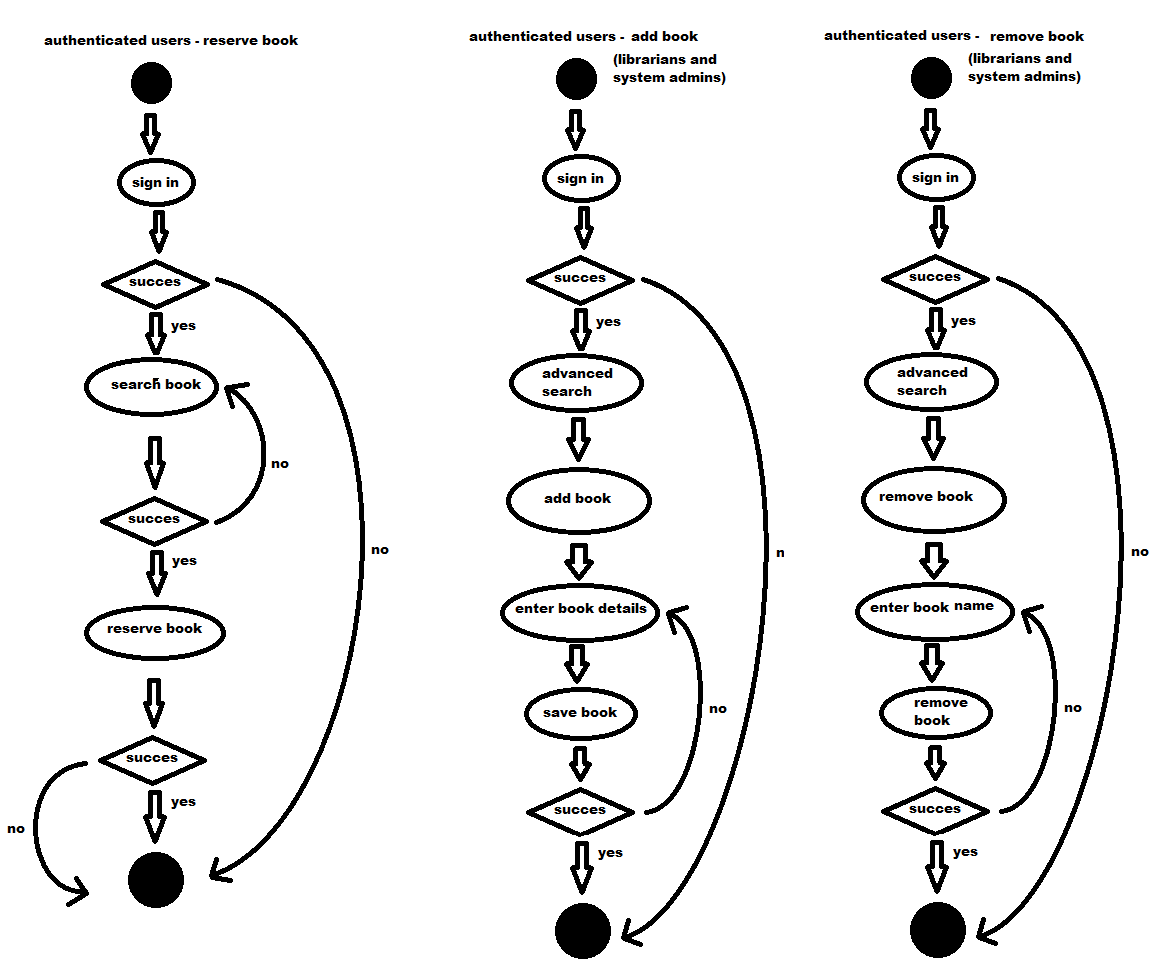 authenticated users - reserve book
sign in
succes
yes
search book
no
succes
yes
reserve book
succes
yes
no
no
authenticated users - add book
(librarians and
system admins)
sign in
succes
yes
advanced
search
add book
enter book details
save book
no
succes
yes
n
authenticated users - remove book
(librarians and
system admins)
sign in
succes
yes
advanced
search
remove book
enter book name
remove
book
no
succes
yes
no